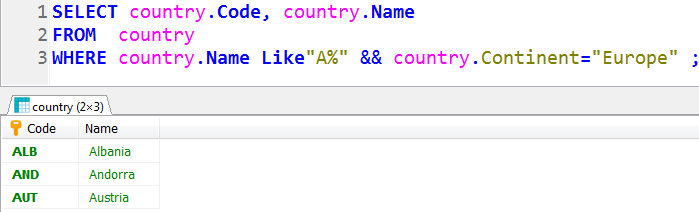 1 SELECT country.Code, country.Name
2 FROM  country
3 WHERE country.Name Like"A%" && country.Continent="Europe" ;
country (2×3)
Code Name
ALB Albania
AND Andorra
AUT Austria